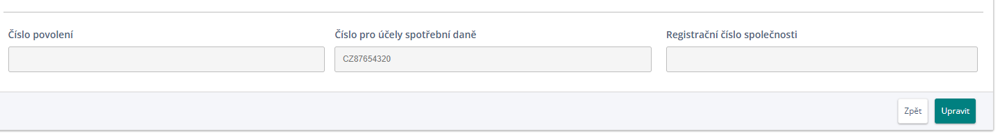 Číslo povolení
Číslo pro účely spotřební daně
Registrační číslo společnosti
CZ87654320
Zpět
Upravit